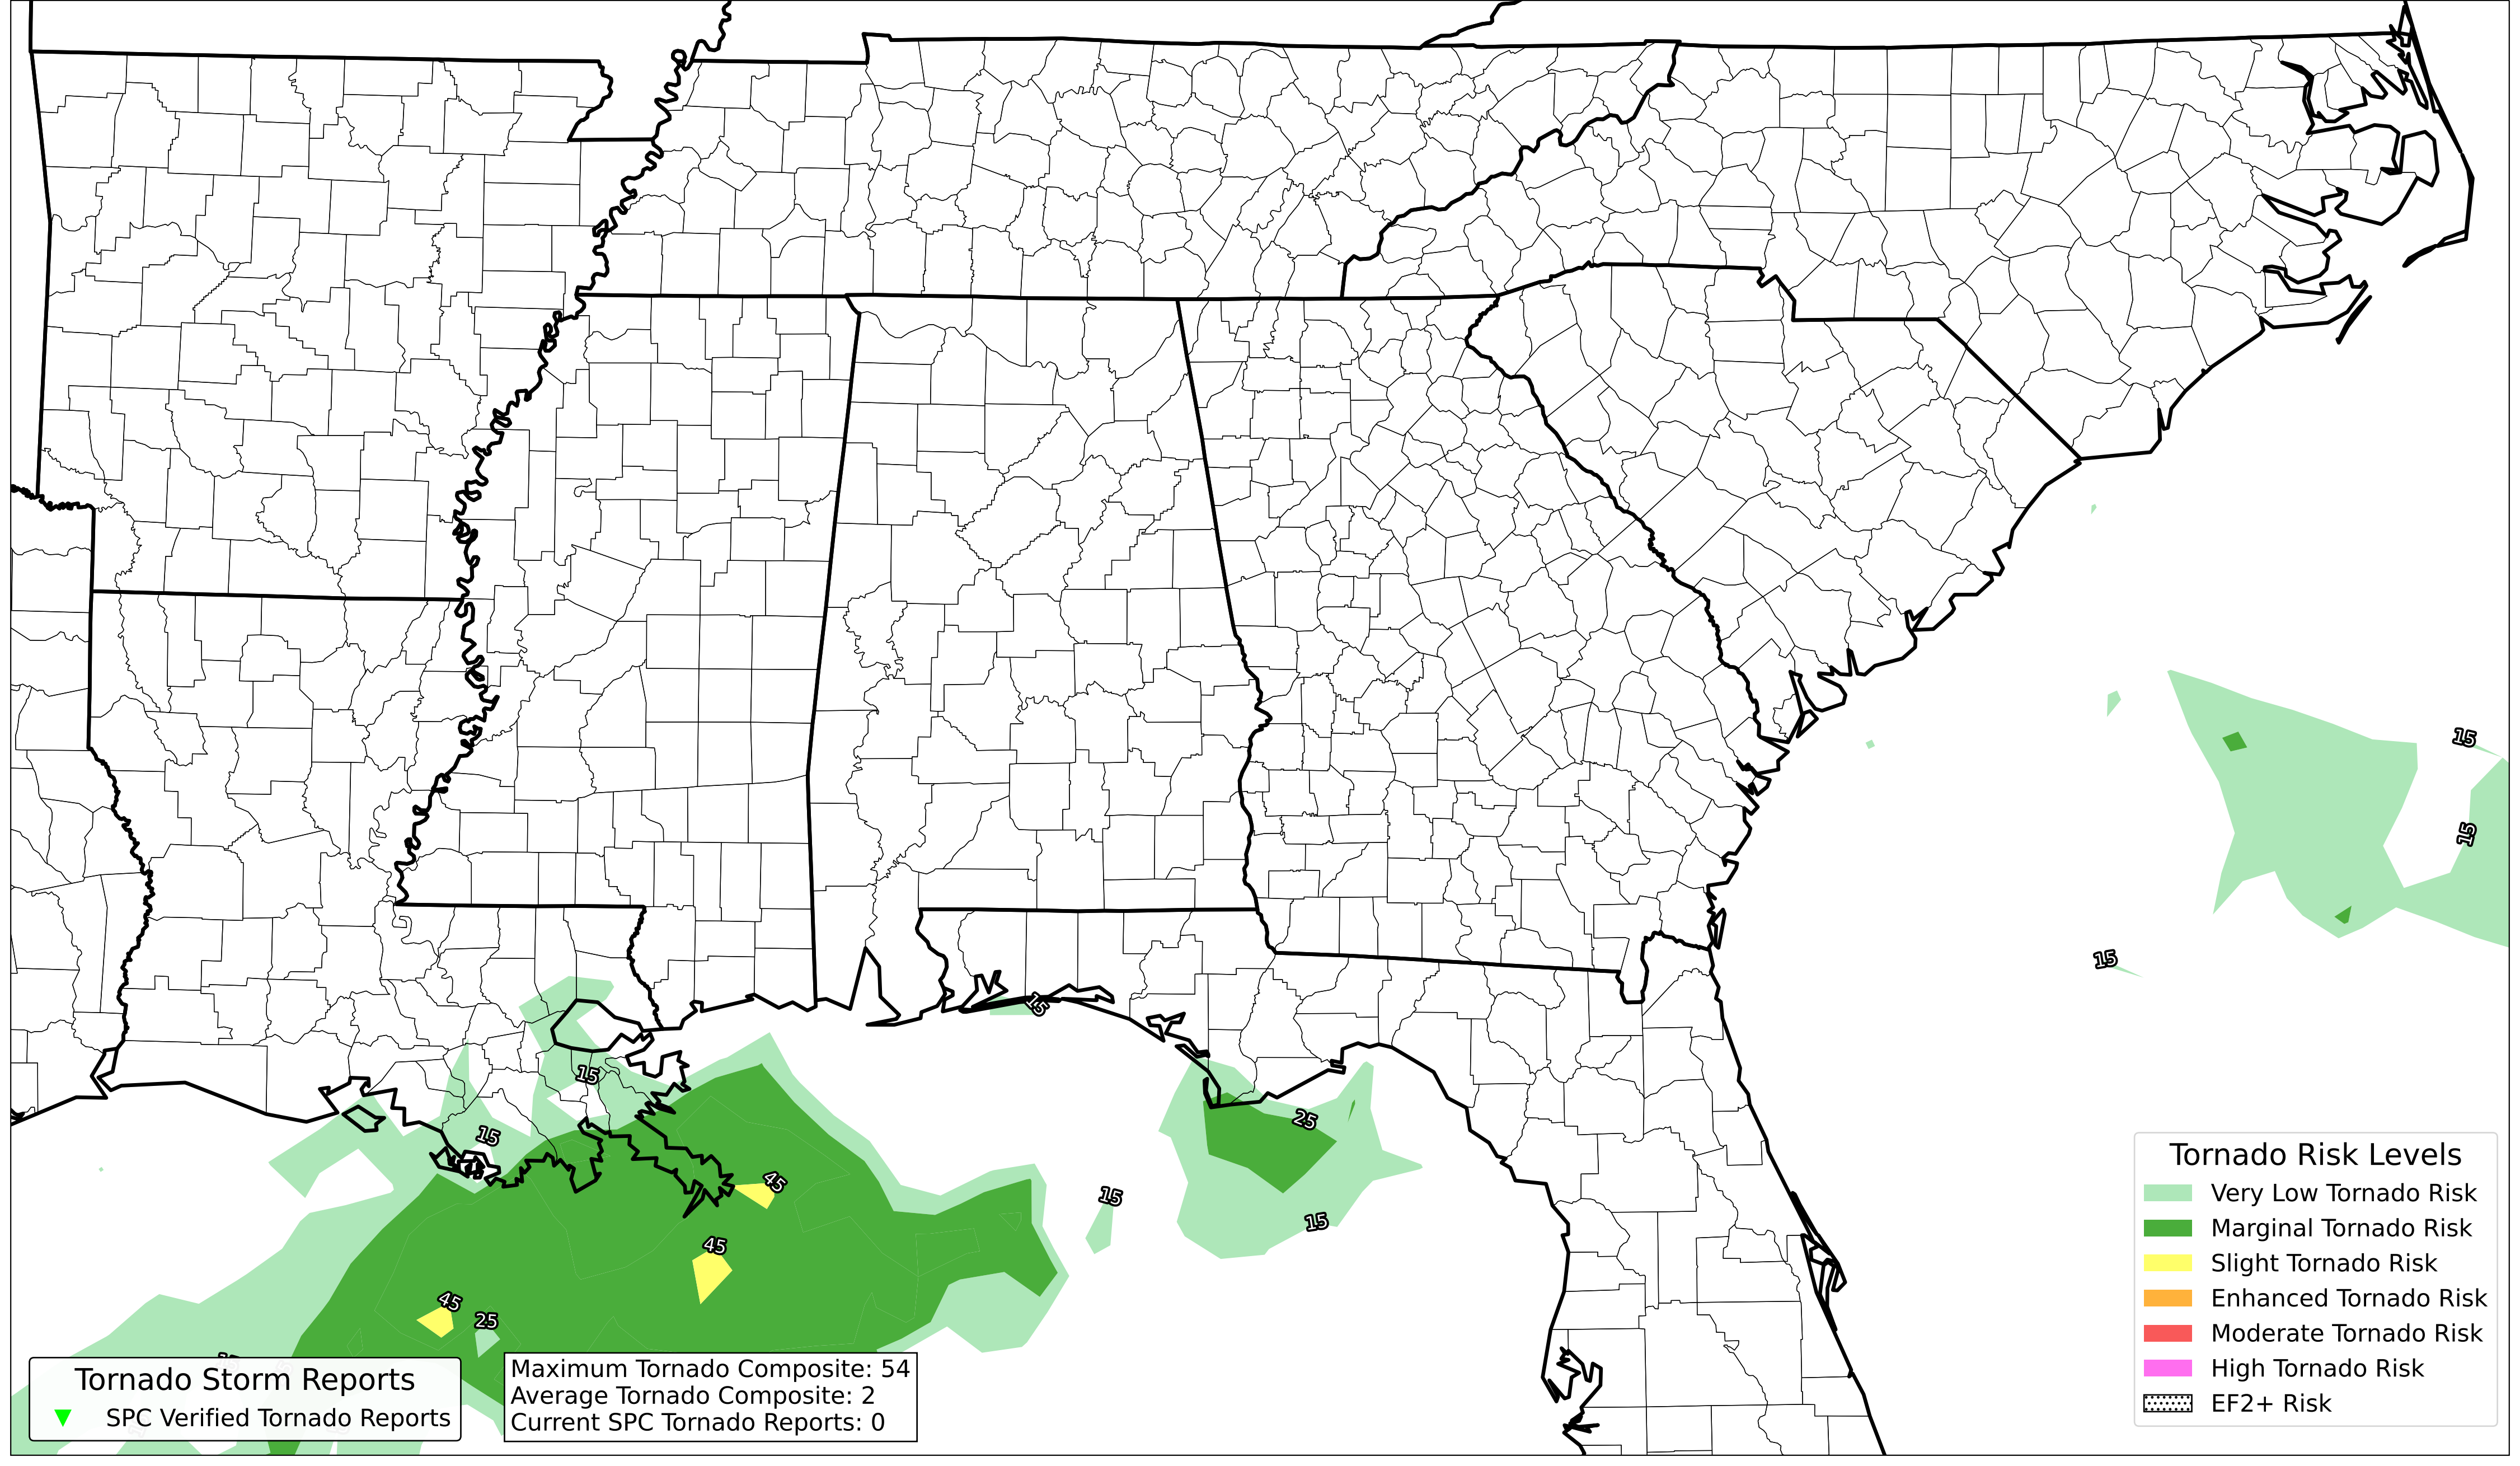 15
15
15
15
15
15
25
45
15
15
45
45
25
Tornado Risk Levels
Very Low Tornado Risk
Marginal Tornado Risk
Slight Tornado Risk
Enhanced Tornado Risk
Moderate Tornado Risk
High Tornado Risk
EF2+ Risk
Tornado Storm Reports
SPC Verified Tornado Reports
Maximum Tornado Composite: 54
Average Tornado Composite: 2
Current SPC Tornado Reports: 0